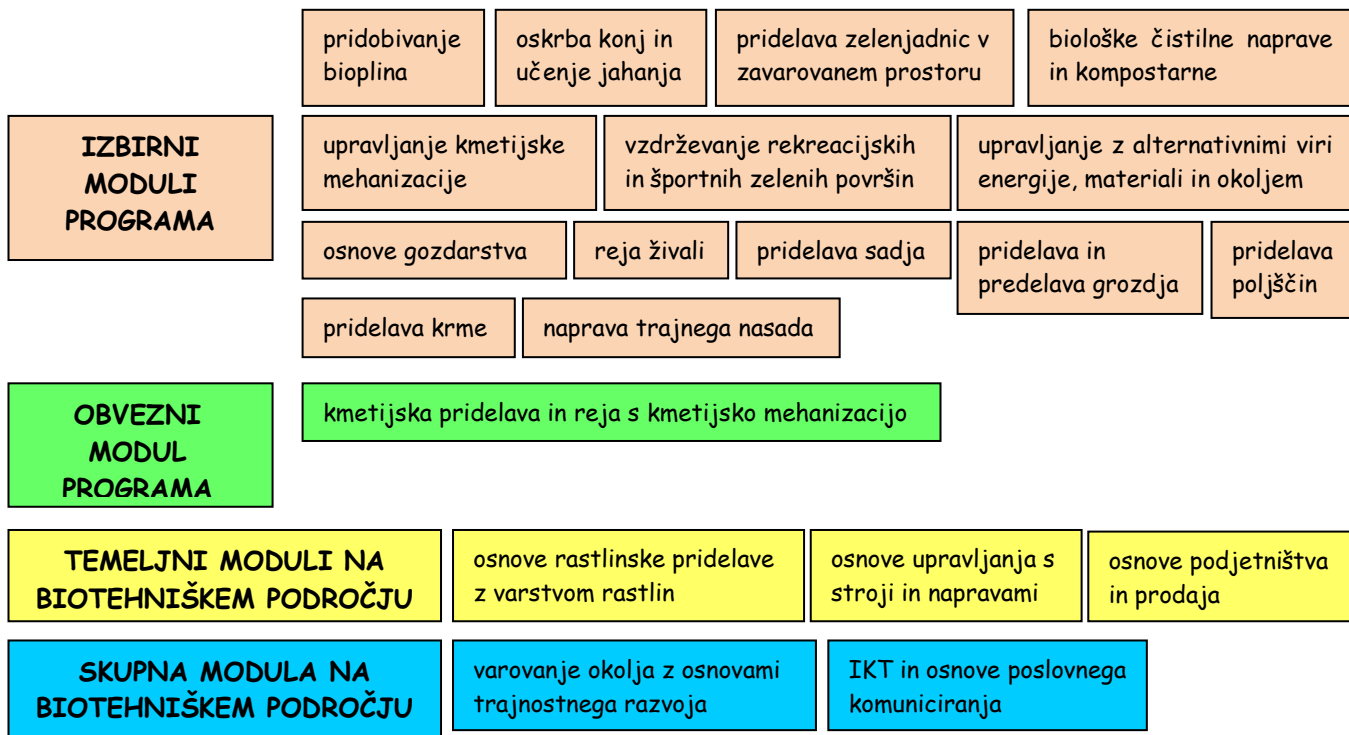 pridobivanje
bioplina
oskrba konj in
učenje jahanja
pridelava zelenjadnic v
zavarovanem prostoru
biološke čistilne naprave
in kompostarne
IZBIRNI
MODULI
PROGRAMA
upravljanje kmetijske
mehanizacije
vzdrževanje rekreacijskih
in športnih zelenih površin
upravljanje z alternativnimi viri
energije, materiali in okoljem
osnove gozdarstva
reja živali
pridelava sadja
pridelava in
predelava grozdja
pridelava
poljščin
pridelava krme
naprava trajnega nasada
OBVEZNI
MODUL
PROGRAMA
kmetijska pridelava in reja s kmetijsko mehanizacijo
TEMELJNI MODULI NA
BIOTEHNIŠKEM PODROČJU
osnove rastlinske pridelave
z varstvom rastlin
osnove upravljanja s
stroji in napravami
osnove podjetništva
in prodaja
SKUPNA MODULA NA
BIOTEHNIŠKEM PODROČJU
varovanje okolja z osnovami
trajnostnega razvoja
IKT in osnove poslovnega
komuniciranja